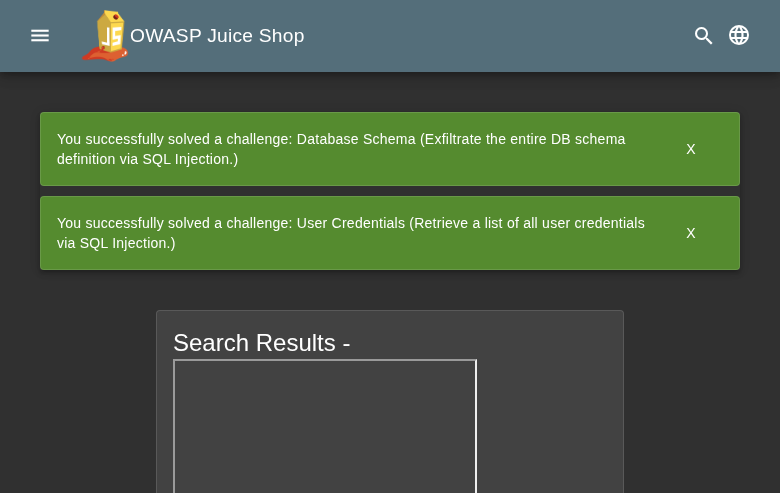 JS
OWASP Juice Shop
You successfully solved a challenge: Database Schema (Exfiltrate the entire DB schema
definition via SQL Injection.)
X
You successfully solved a challenge: User Credentials (Retrieve a list of all user credentials
via SQL Injection.)
X
Search Results -